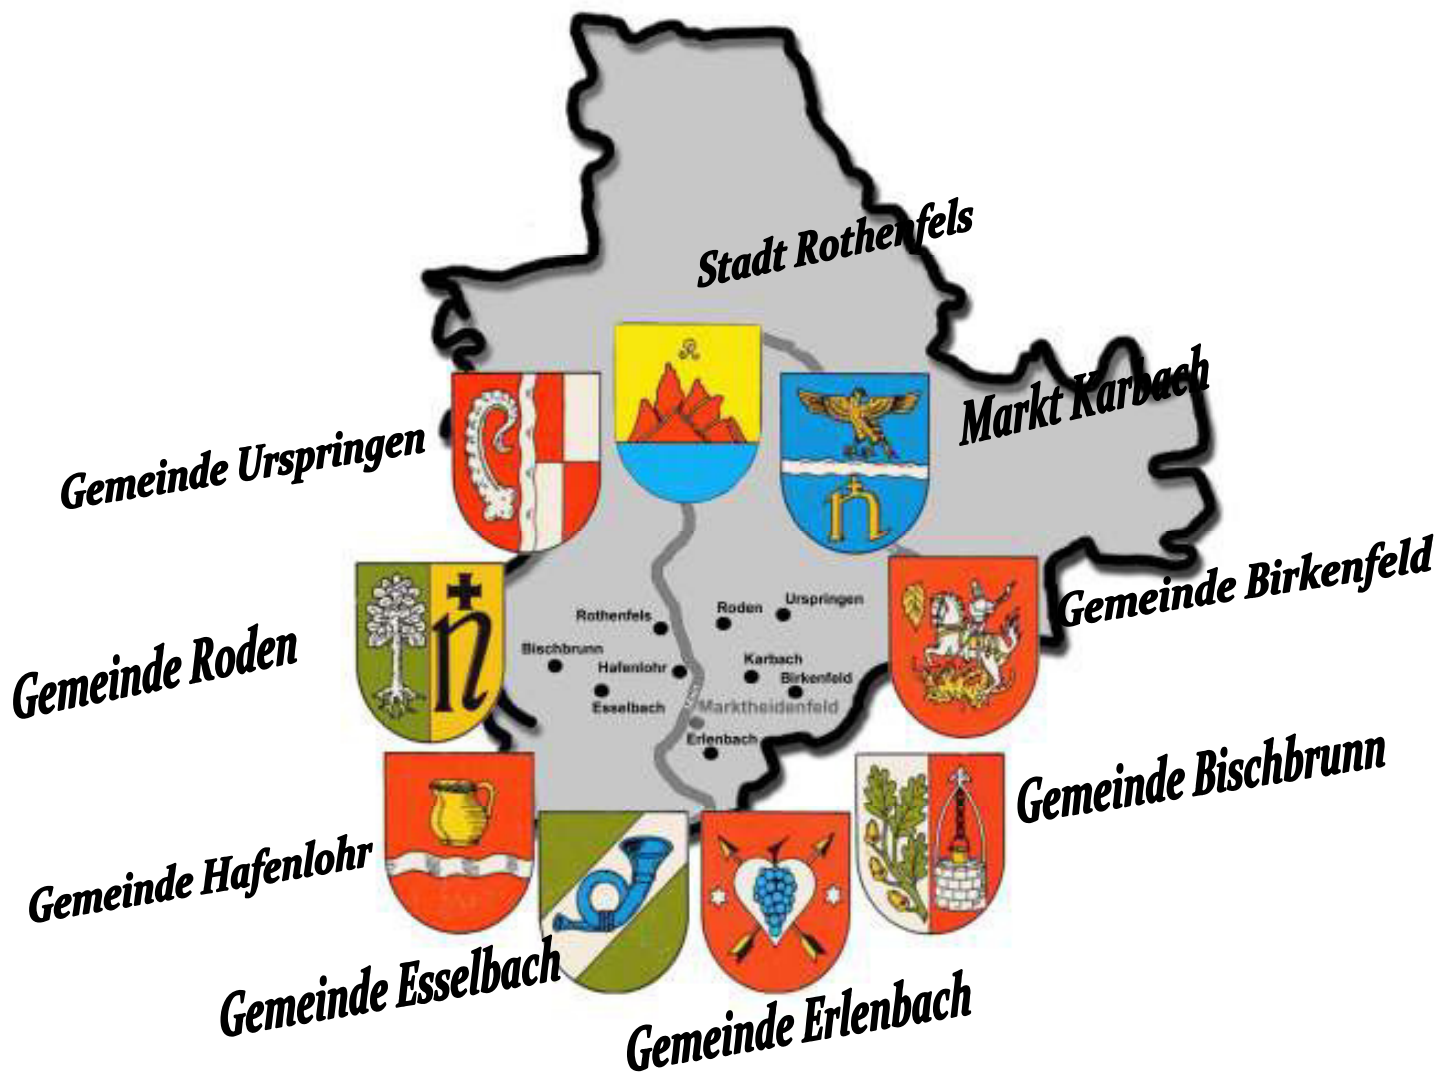 Stadt Rothenfels
Markt Karbach
Gemeinde Urspringen
Gemeinde Birkenfeld
Gemeinde Roden
Urspringen
Roden
Rothenfels
Bischbrunn
Karbach
Hafenlohr
Birkenfeld
Esselbach
Marktheidenfeld
Erlenbach
Gemeinde Bischbrunn
Gemeinde Hafenlohr
Gemeinde Esselbach
Gemeinde Erlenbach